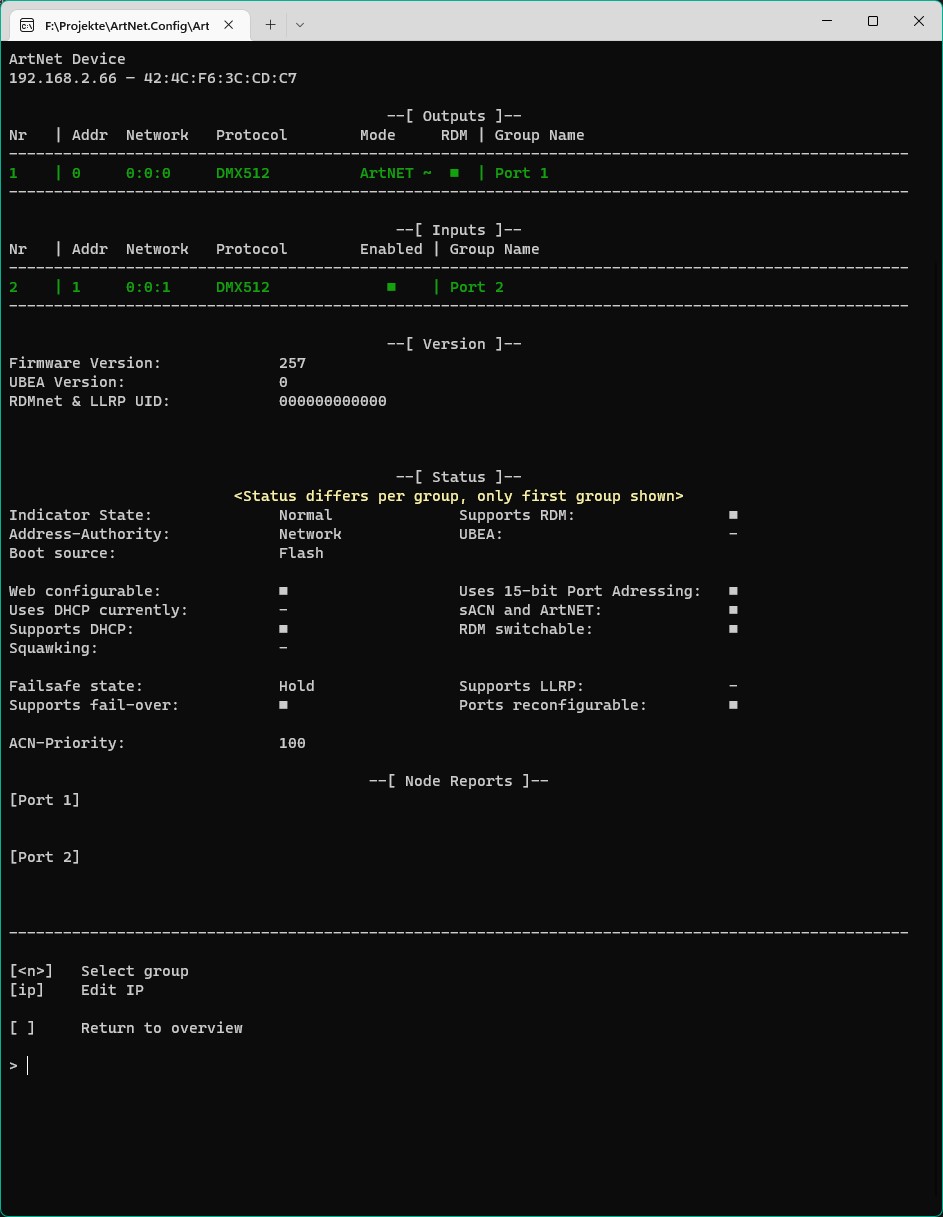 F:\Projekte\ArtNet.Config\Art
ArtNet Device
192.168.2.66 — 42:4C:F6:3C:CD:C7
--[ Outputs ]--
Nr | Addr Network Protocol Mode RDM | Group Name
----------------------------------------------------------------------------------------------------
1 | 0 0:0:0 DMX512 ArtNET ~ ■ | Port 1
----------------------------------------------------------------------------------------------------
--[ Inputs ]--
Nr | Addr Network Protocol Enabled | Group Name
----------------------------------------------------------------------------------------------------
2 | 1 0:0:1 DMX512 ■ | Port 2
----------------------------------------------------------------------------------------------------
--[ Version ]--
Firmware Version: 257
UBEA Version: 0
RDMnet & LLRP UID: 000000000000
--[ Status ]--
<Status differs per group, only first group shown>
Indicator State: Normal Supports RDM: ■
Address-Authority: Network UBEA: -
Boot source: Flash
Web configurable: ■ Uses 15-bit Port Adressing: ■
Uses DHCP currently: - sACN and ArtNET: ■
Supports DHCP: ■ RDM switchable: ■
Squawking: -
Failsafe state: Hold Supports LLRP: -
Supports fail-over: ■ Ports reconfigurable: ■
ACN-Priority: 100
--[ Node Reports ]--
[Port 1]
[Port 2]
----------------------------------------------------------------------------------------------------
[<n>] Select group
[ip] Edit IP
[ ] Return to overview
>